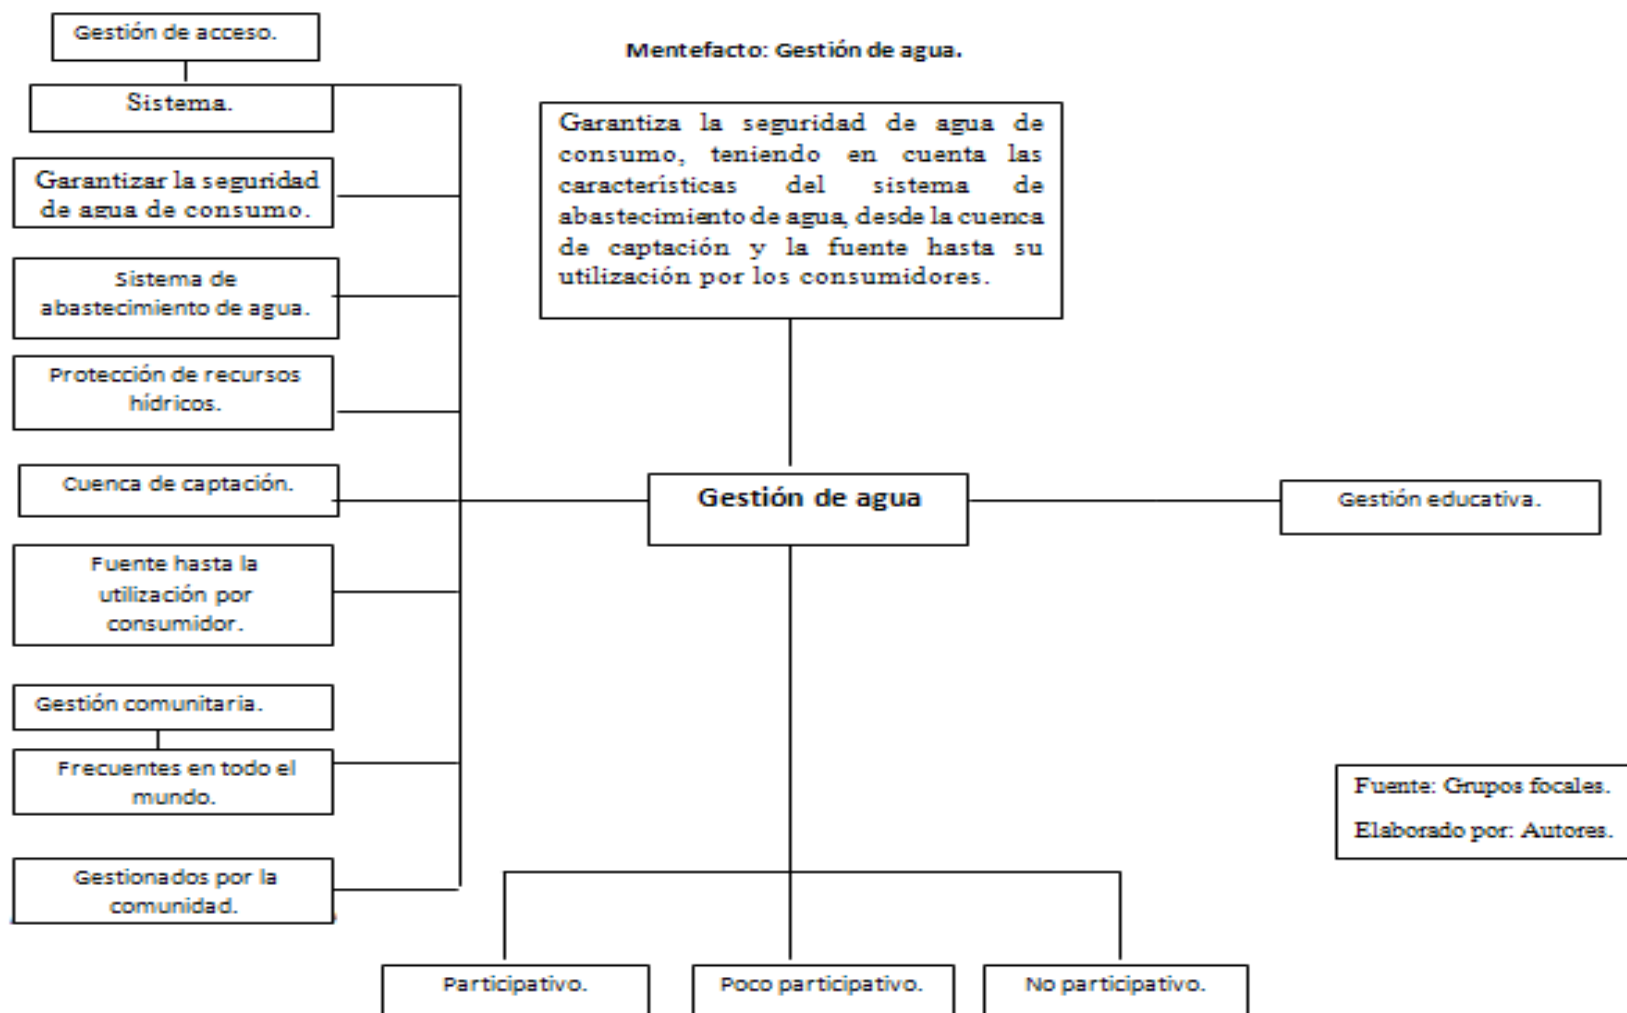 Gestión de acceso.
Mentefacto: Gestión de agua.
Sistema.
Garantiza la seguridad de agua de
consumo, teniendo en cuenta las
características del sistema de
abastecimiento de agua, desde la cuenca
de captación y la fuente hasta su
utilización por los consumidores.
Garantizar la seguridad
de agua de consumo.
Sistema de
abastecimiento de agua.
Protección de recursos
hídricos.
Cuenca de captación.
Gestión de agua
Gestión educativa.
Fuente hasta la
utilización por
consumidor.
Gestión comunitaria.
Frecuentes en todo el
mundo.
Gestionados por la
comunidad.
Fuente: Grupos focales.
Elaborado por: Autores.
Participativo.
Poco participativo.
No participativo.